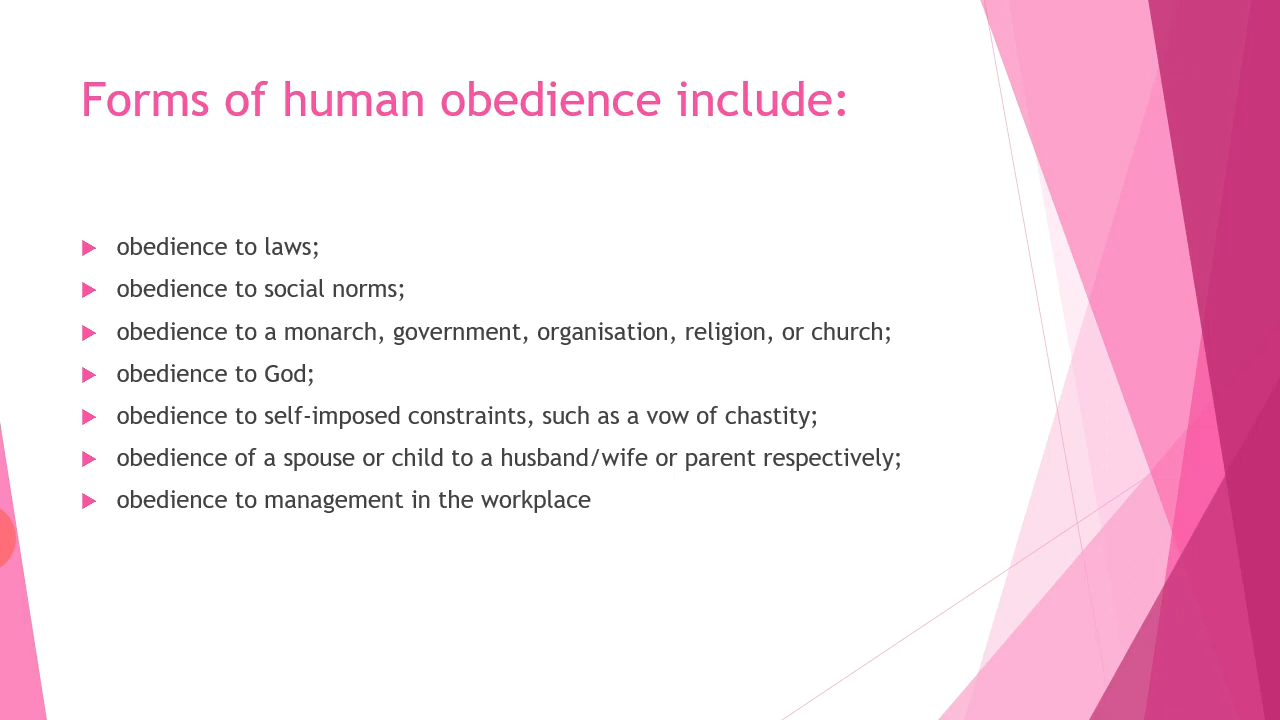 Forms of human obedience include:
obedience to laws;
obedience to social norms;
obedience to a monarch, government, organisation, religion, or church;
obedience to God;
obedience to self-imposed constraints, such as a vow of chastity;
obedience of a spouse or child to a husband/wife or parent respectively;
obedience to management in the workplace